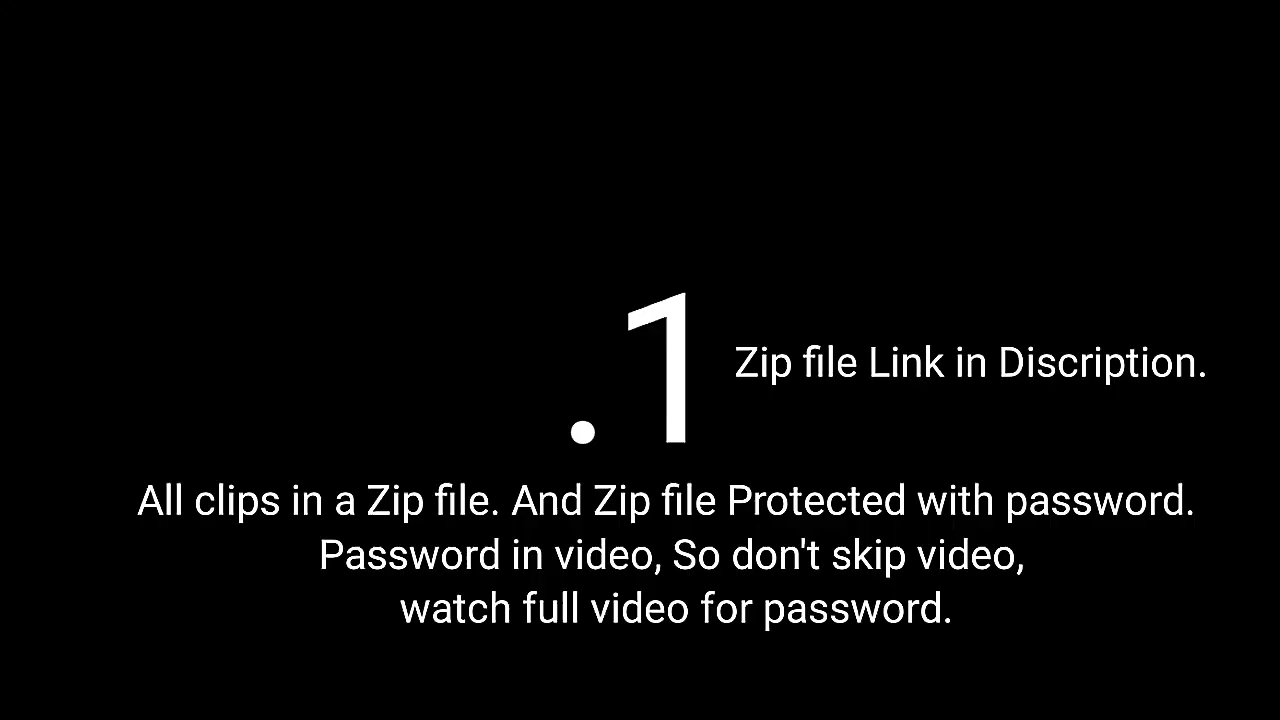 .1
Zip file Link in Discription.
All clips in a Zip file. And Zip file Protected with password.
Password in video, So don't skip video,
watch full video for password.